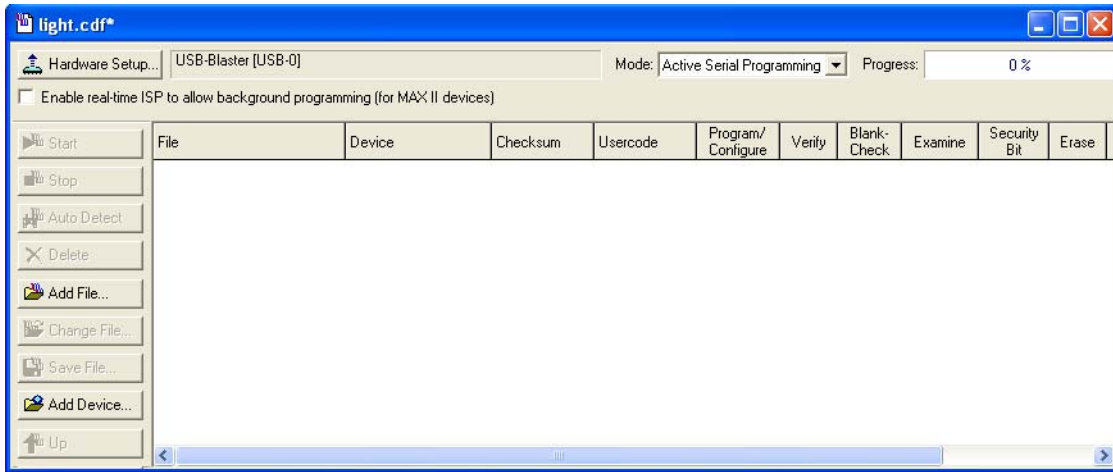 light.cdf*
Hardware Setup... USB-Blaster [USB-0] Mode: Active Serial Programming Progress: 0 %
Enable real-time ISP to allow background programming (for MAX II devices)
Start
File Device Checksum Usercode Program/ Configure Verify Blank- Check Examine Security Bit Erase
Stop
Auto Detect
Delete
Add File...
Change File...
Save File...
Add Device...
Up